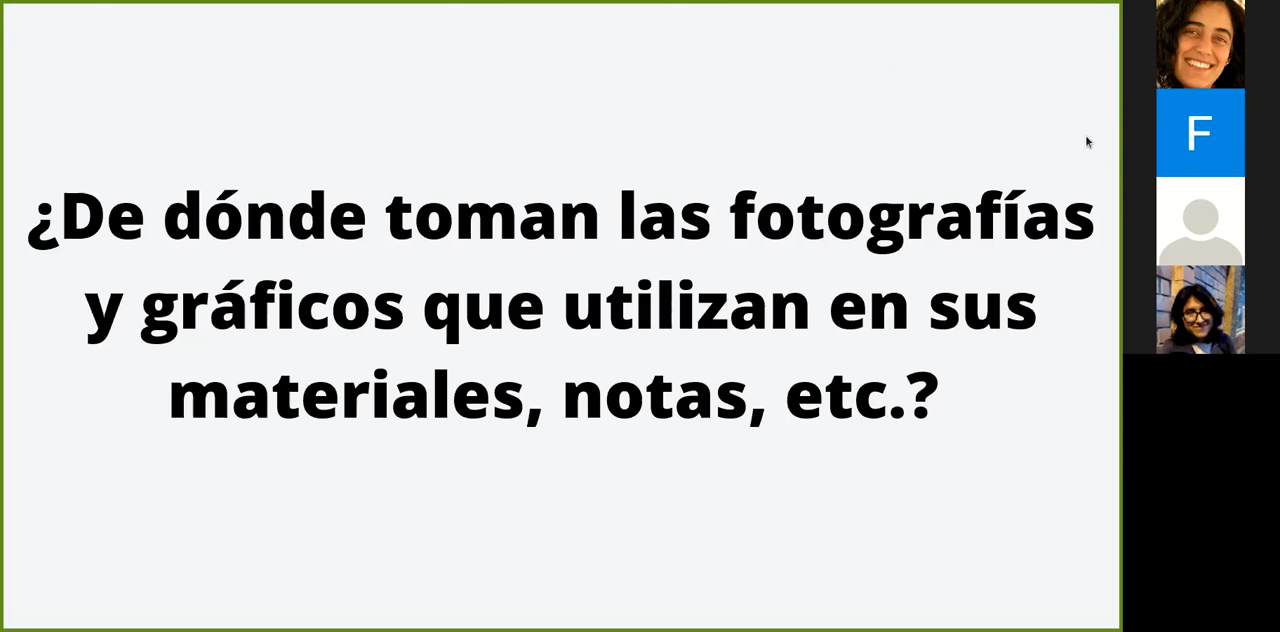 ¿De dónde toman las fotografías
y gráficos que utilizan en sus
materiales, notas, etc.?
F